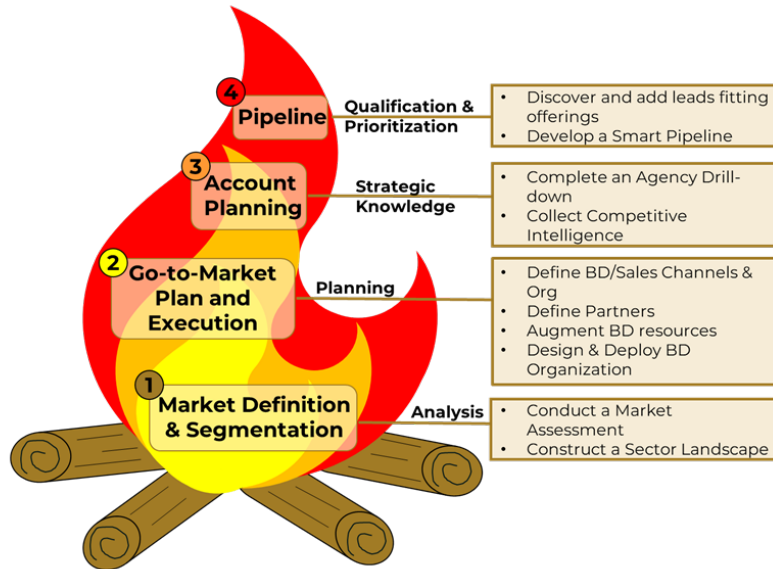 4
Pipeline
Qualification &
Prioritization
• Discover and add leads fitting
offerings
• Develop a Smart Pipeline
3
Account
Planning
Strategic
Knowledge
• Complete an Agency Drill-
down
• Collect Competitive
Intelligence
2
Go-to-Market
Plan and
Execution
Planning
• Define BD/Sales Channels &
Org
• Define Partners
• Augment BD resources
• Design & Deploy BD
Organization
1
Market Definition
& Segmentation
Analysis
• Conduct a Market
Assessment
• Construct a Sector Landscape